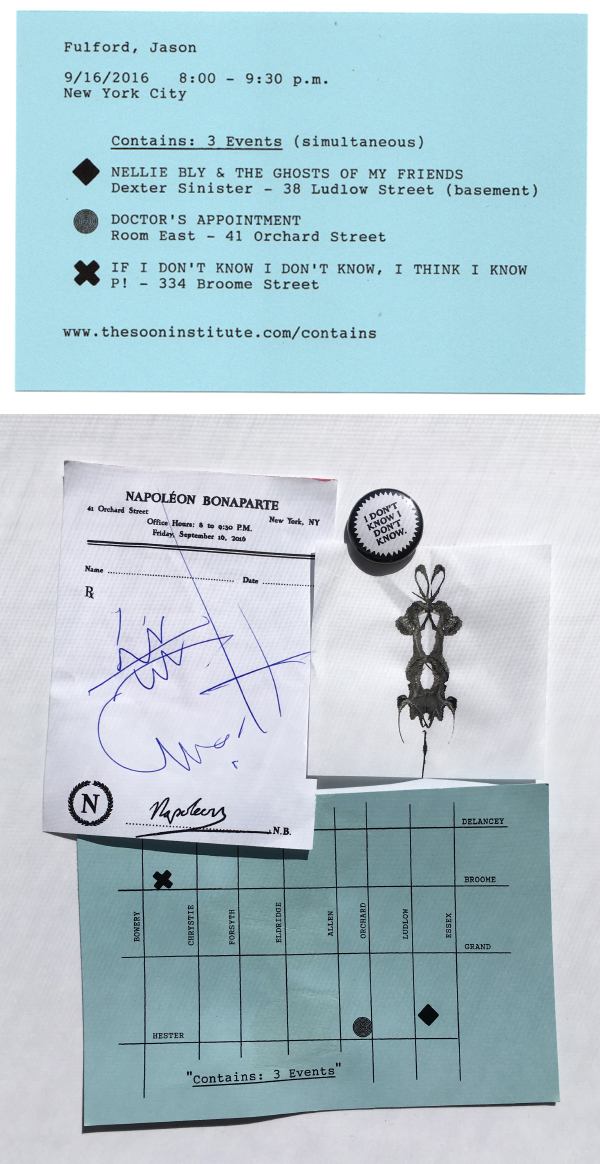 Fulford, Jason
9/16/2016 8:00 - 9:30 p.m.
New York City
Contains: 3 Events (simultaneous)
NELLIE BLY & THE GHOSTS OF MY FRIENDS
Dexter Sinister - 38 Ludlow Street (basement)
DOCTOR'S APPOINTMENT
Room East - 41 Orchard Street
IF I DON'T KNOW I DON'T KNOW, I THINK I KNOW
P! - 334 Broome Street
www.thesooninstitute.com/contains
NAPOLÉON BONAPARTE
41 Orchard Street
New York, NY
Office Hours: 8 to 9:30 P.M.
Friday, September 16, 2016
Name
Date
℞
N
Napoleon
N.B.
I DON'T
KNOW I
DON'T
KNOW.
DELANCEY
BROOME
BOWERY
CHRYSTIE
FORSYTH
ELDRIDGE
ALLEN
ORCHARD
LUDLOW
ESSEX
GRAND
HESTER
"Contains: 3 Events"